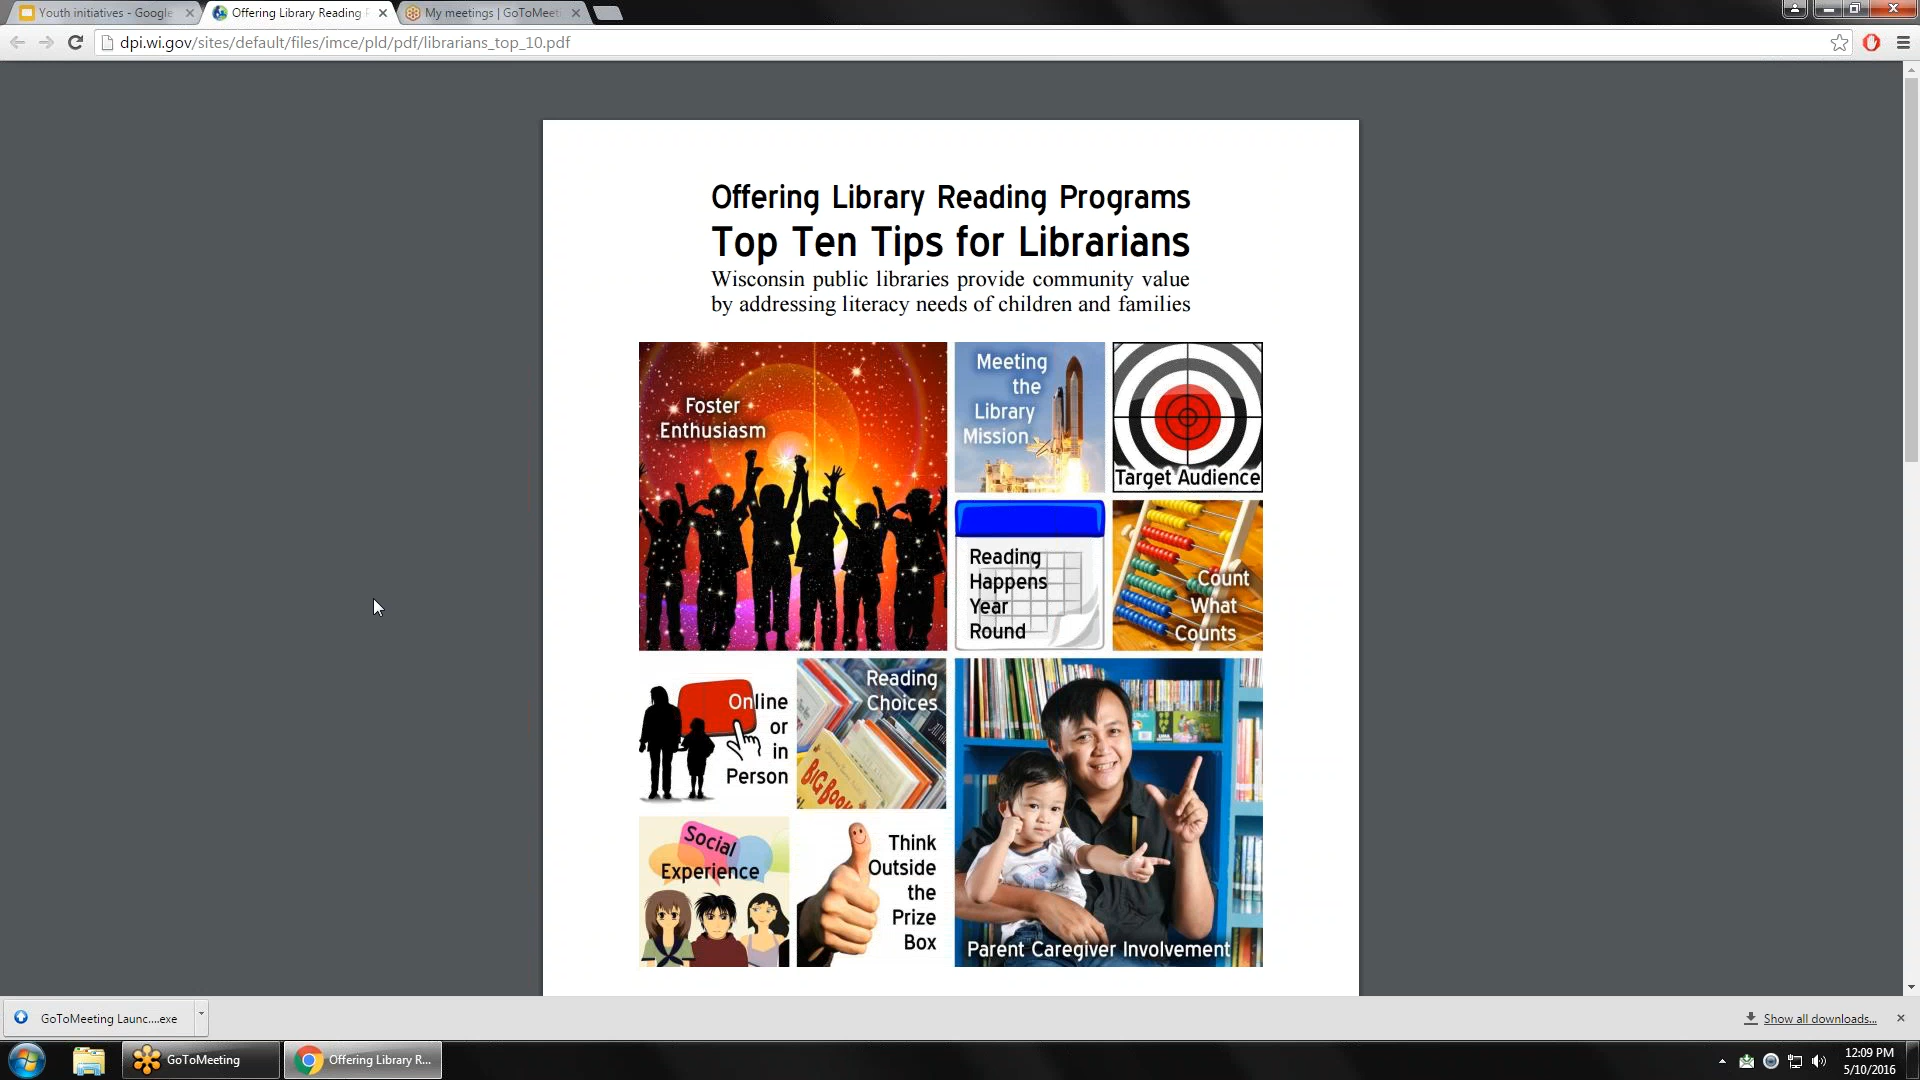 Youth initiatives - Google
Offering Library Reading
My meetings | GoToMeeti
dpi.wi.gov/sites/default/files/imce/pld/pdf/librarians_top_10.pdf
Offering Library Reading Programs
Top Ten Tips for Librarians
Wisconsin public libraries provide community value
by addressing literacy needs of children and families
Foster
Enthusiasm
Meeting
the
Library
Mission
Target Audience
Reading
Happens
Year
Round
Count
What
Counts
Online
or
in
Person
Reading
Choices
BIG BOOK
Social
Experience
Think
Outside
the
Prize
Box
Parent Caregiver Involvement
GoToMeeting Launc....exe
Show all downloads...
GoToMeeting
Offering Library R...
12:09 PM
5/10/2016